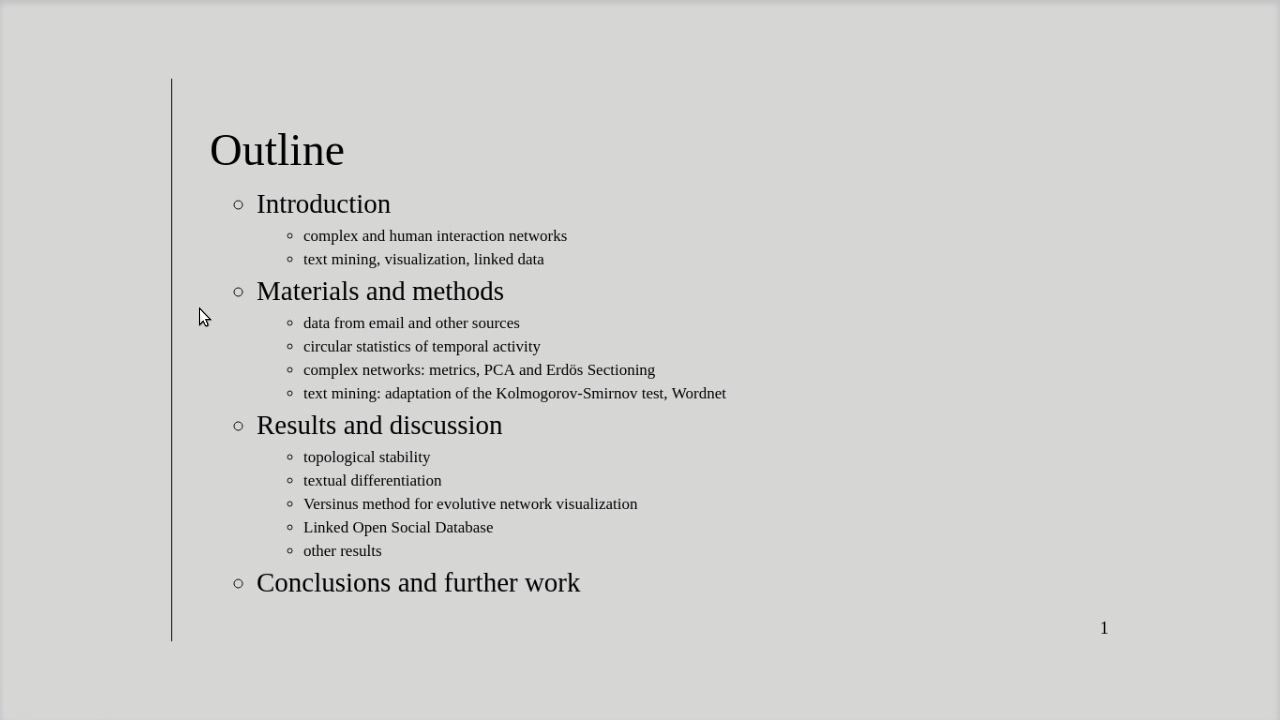 Outline
Introduction
complex and human interaction networks
text mining, visualization, linked data
Materials and methods
data from email and other sources
circular statistics of temporal activity
complex networks: metrics, PCA and Erdös Sectioning
text mining: adaptation of the Kolmogorov-Smirnov test, Wordnet
Results and discussion
topological stability
textual differentiation
Versinus method for evolutive network visualization
Linked Open Social Database
other results
Conclusions and further work
1